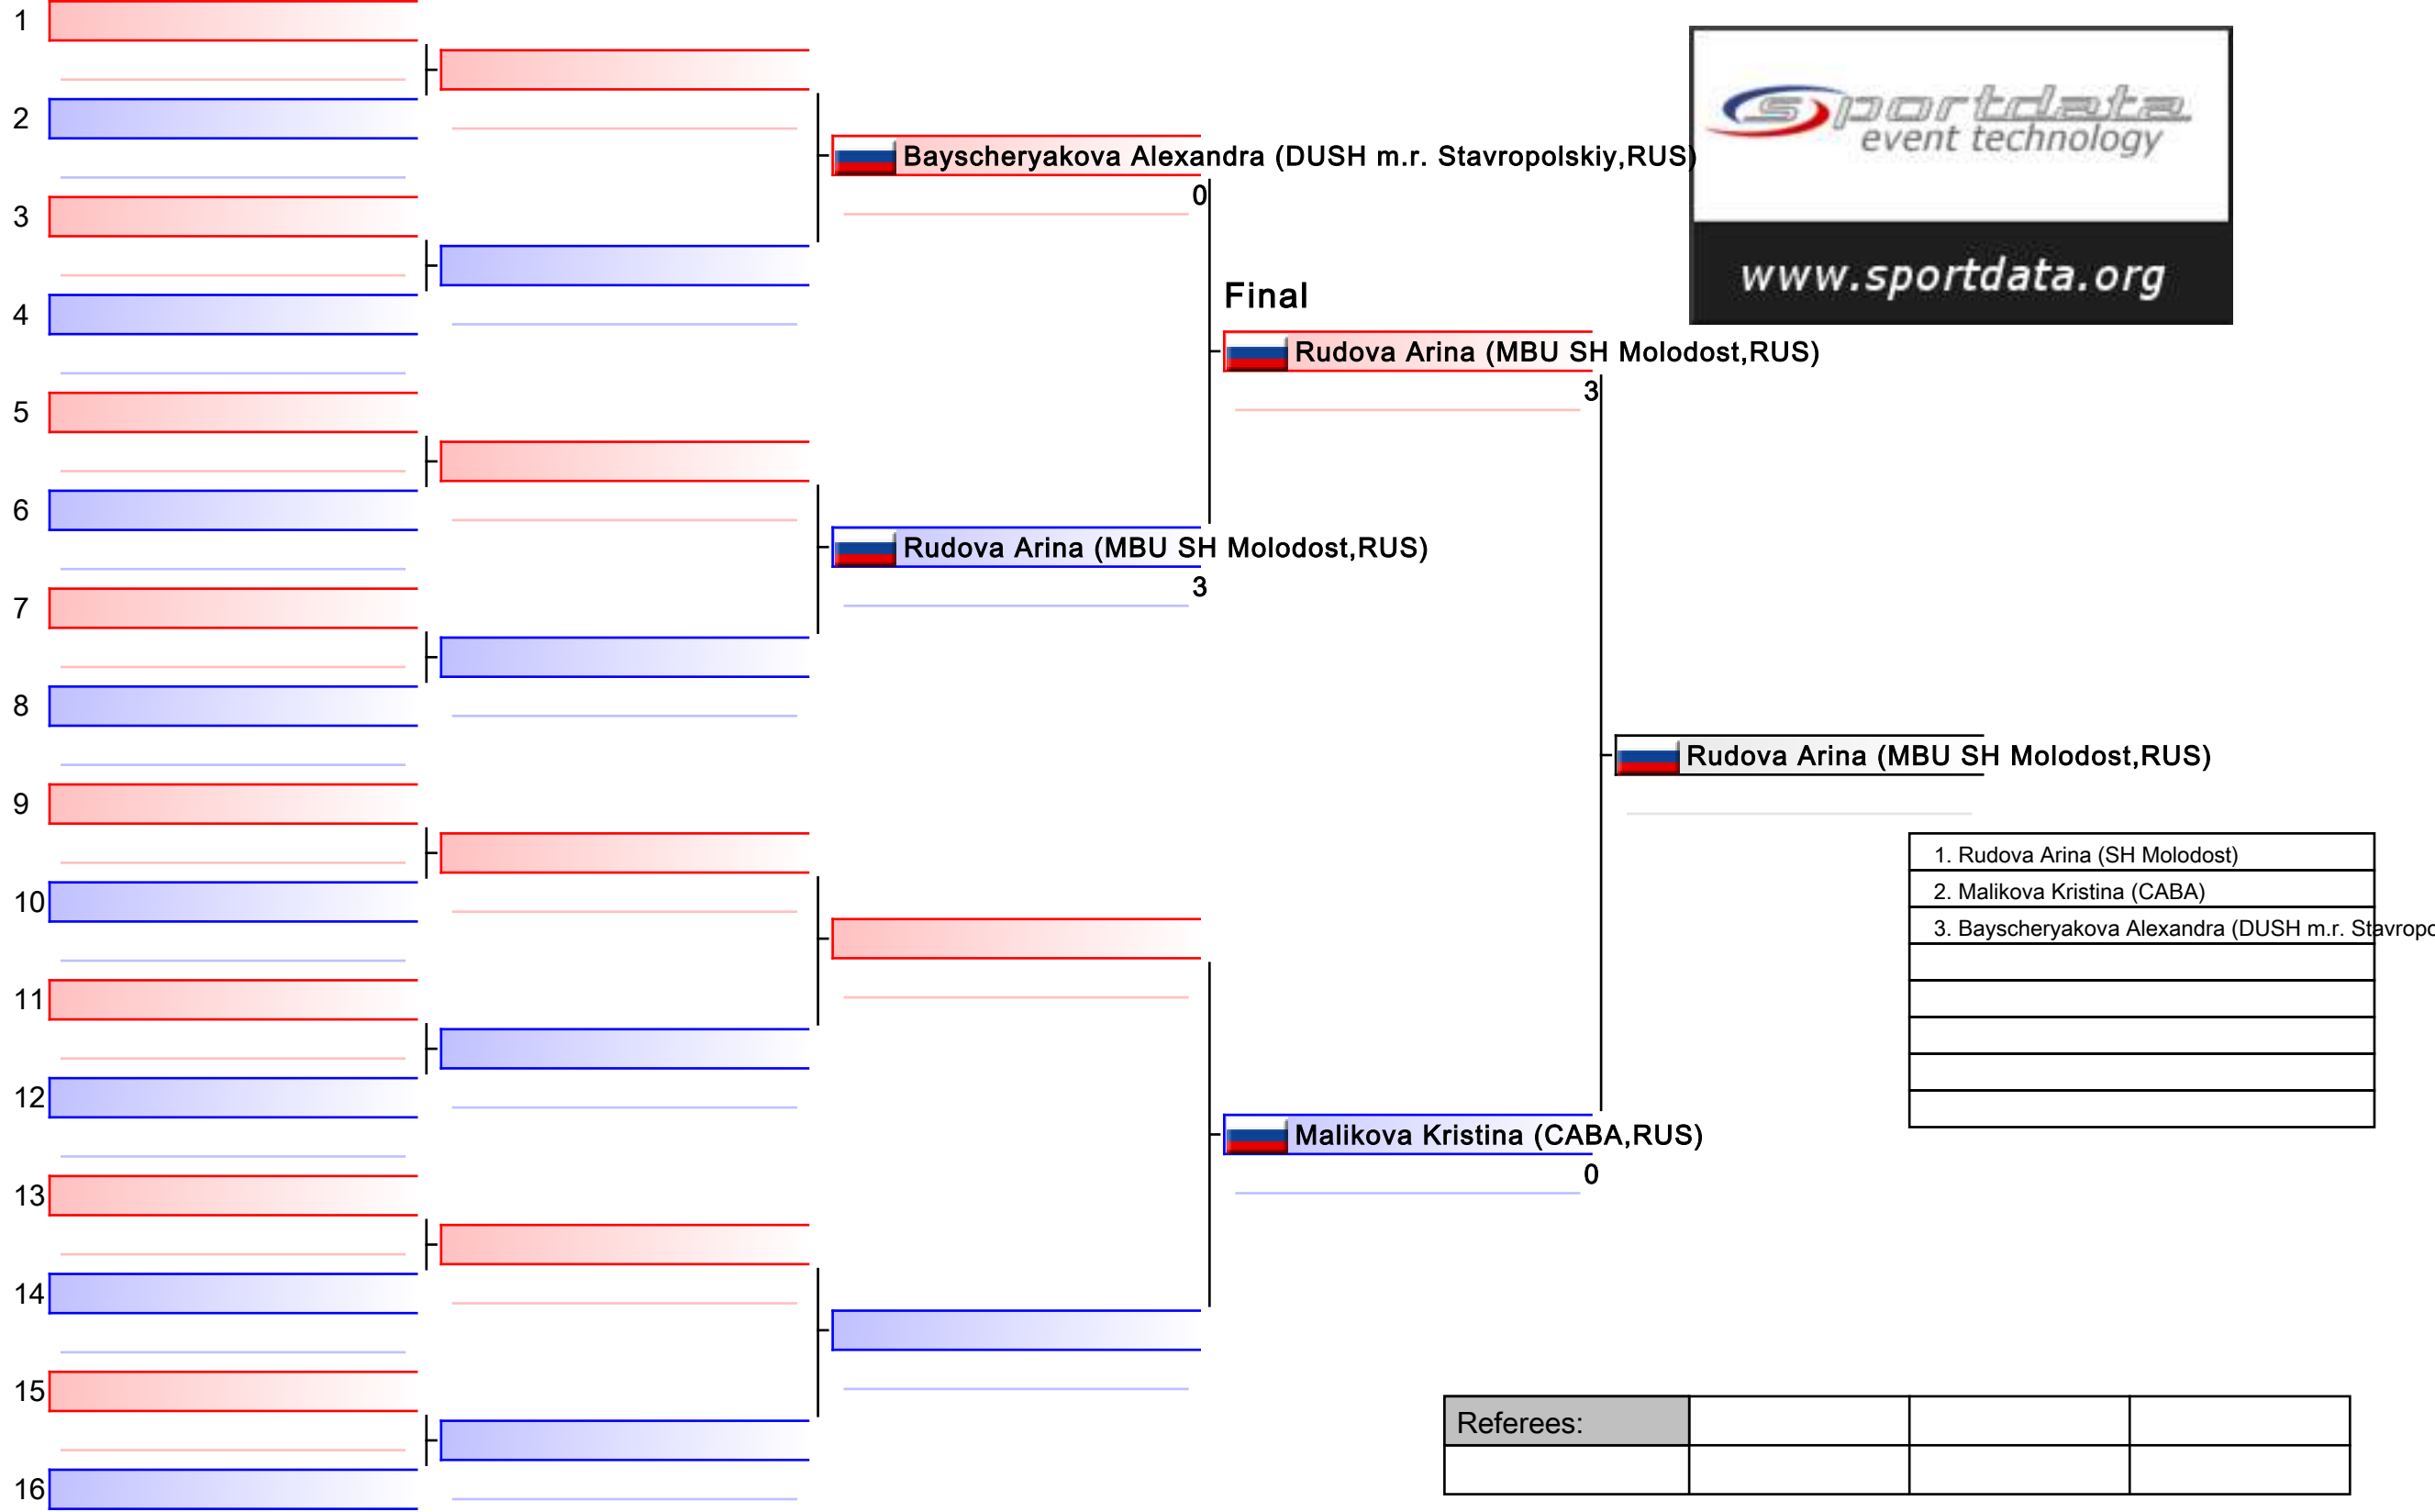 1
2
3
4
5
6
7
8
9
10
11
12
13
14
15
16
Bayscheryakova Alexandra (DUSH m.r. Stavropolskiy,RUS)
0
Rudova Arina (MBU SH Molodost,RUS)
3
Final
Rudova Arina (MBU SH Molodost,RUS)
3
Malikova Kristina (CABA,RUS)
0
Rudova Arina (MBU SH Molodost,RUS)
sportdata
event technology
www.sportdata.org
1. Rudova Arina (SH Molodost)
2. Malikova Kristina (CABA)
3. Bayscheryakova Alexandra (DUSH m.r. Stavropo
Referees: